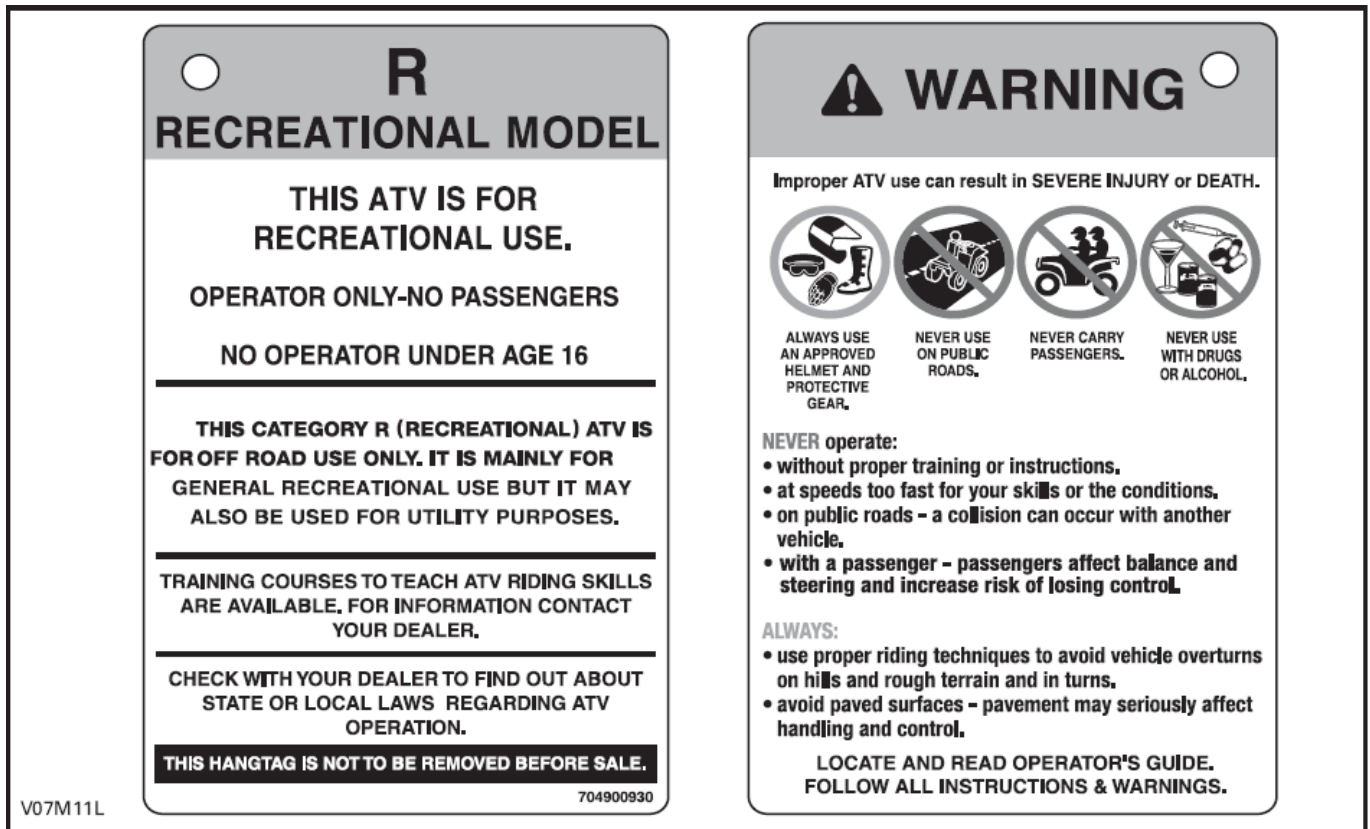 R
RECREATIONAL MODEL
THIS ATV IS FOR
RECREATIONAL USE.
OPERATOR ONLY-NO PASSENGERS
NO OPERATOR UNDER AGE 16
THIS CATEGORY R (RECREATIONAL) ATV IS
FOR OFF ROAD USE ONLY. IT IS MAINLY FOR
GENERAL RECREATIONAL USE BUT IT MAY
ALSO BE USED FOR UTILITY PURPOSES.
TRAINING COURSES TO TEACH ATV RIDING SKILLS
ARE AVAILABLE. FOR INFORMATION CONTACT
YOUR DEALER.
CHECK WITH YOUR DEALER TO FIND OUT ABOUT
STATE OR LOCAL LAWS REGARDING ATV
OPERATION.
THIS HANGTAG IS NOT TO BE REMOVED BEFORE SALE.
704900930
V07M11L
WARNING
Improper ATV use can result in SEVERE INJURY or DEATH.
ALWAYS USE
AN APPROVED
HELMET AND
PROTECTIVE
GEAR.
NEVER USE
ON PUBLIC
ROADS.
NEVER CARRY
PASSENGERS.
NEVER USE
WITH DRUGS
OR ALCOHOL.
NEVER operate:
• without proper training or instructions.
• at speeds too fast for your skills or the conditions.
• on public roads – a collision can occur with another
vehicle.
• with a passenger – passengers affect balance and
steering and increase risk of losing control.
ALWAYS:
• use proper riding techniques to avoid vehicle overturns
on hills and rough terrain and in turns.
• avoid paved surfaces – pavement may seriously affect
handling and control.
LOCATE AND READ OPERATOR'S GUIDE.
FOLLOW ALL INSTRUCTIONS & WARNINGS.